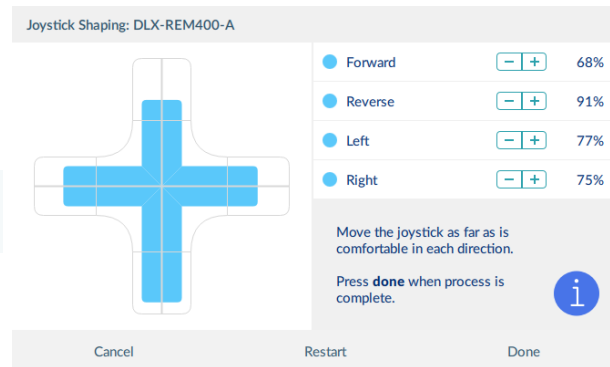 Joystick Shaping: DLX-REM400-A
Forward - + 68%
Reverse - + 91%
Left - + 77%
Right - + 75%
Move the joystick as far as is
comfortable in each direction.
Press done when process is
complete.
i
Cancel Restart Done